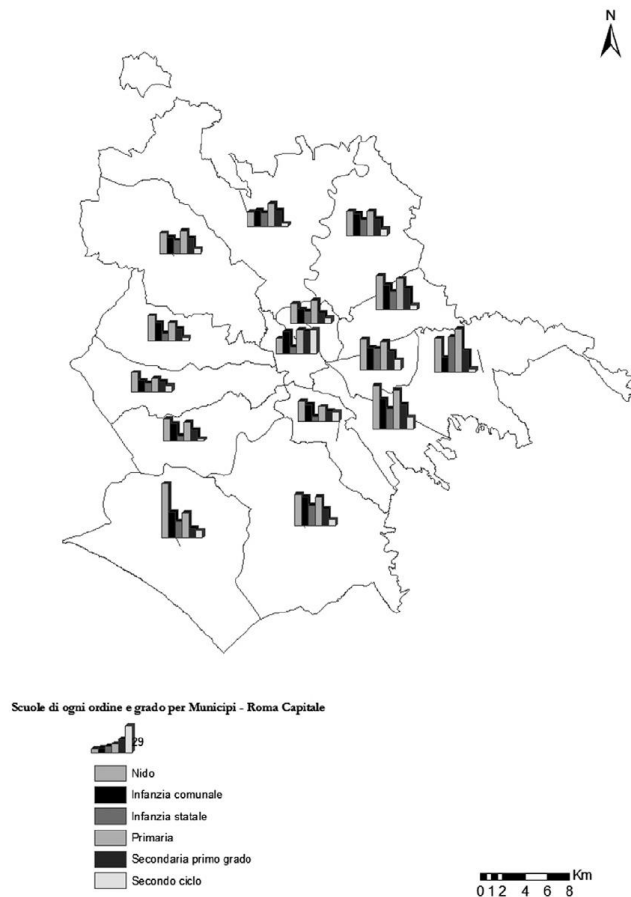 N
Scuole di ogni ordine e grado per Municipi - Roma Capitale
29
Nido
Infanzia comunale
Infanzia statale
Primaria
Secondaria primo grado
Secondo ciclo
Km
0 1 2 4 6 8